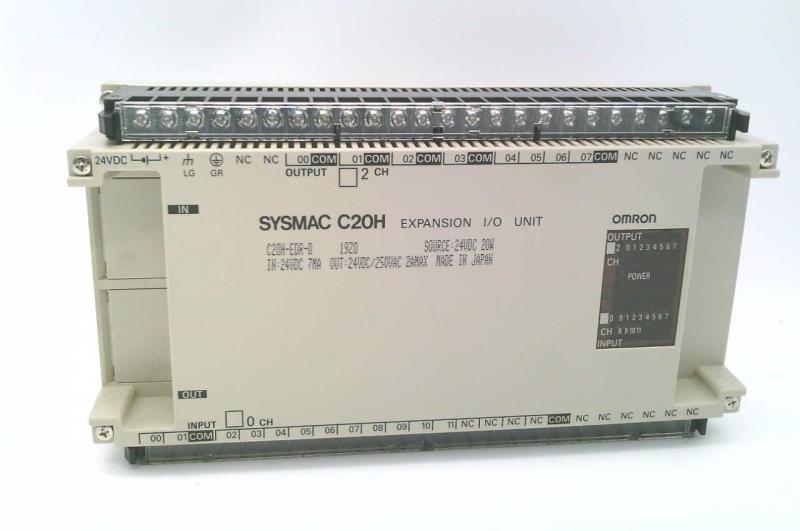 24VDC - + LG GR NC NC 00 COM 01 COM 02 COM 03 COM 04 05 06 07 COM NC NC NC NC NC
OUTPUT 2 CH
IN
SYSMAC C20H EXPANSION I/O UNIT
OMRON
C20H-EDR-D 19Z0 SOURCE:24VDC 20W
IN:24VDC 7MA OUT:24VDC/250VAC 2AMAX MADE IN JAPAN
OUTPUT
2 0 1 2 3 4 5 6 7
CH
POWER
0 0 1 2 3 4 5 6 7
CH 8 9 10 11
INPUT
OUT
INPUT 0 CH
00 01 COM 02 03 04 05 06 07 08 09 10 11 NC NC NC NC COM NC NC NC NC NC NC